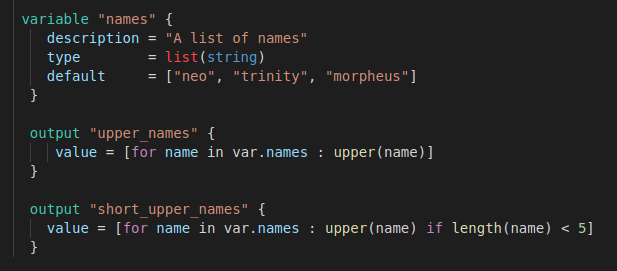 variable "names" {
description = "A list of names"
type = list(string)
default = ["neo", "trinity", "morpheus"]
}
output "upper_names" {
value = [for name in var.names : upper(name)]
}
output "short_upper_names" {
value = [for name in var.names : upper(name) if length(name) < 5]
}